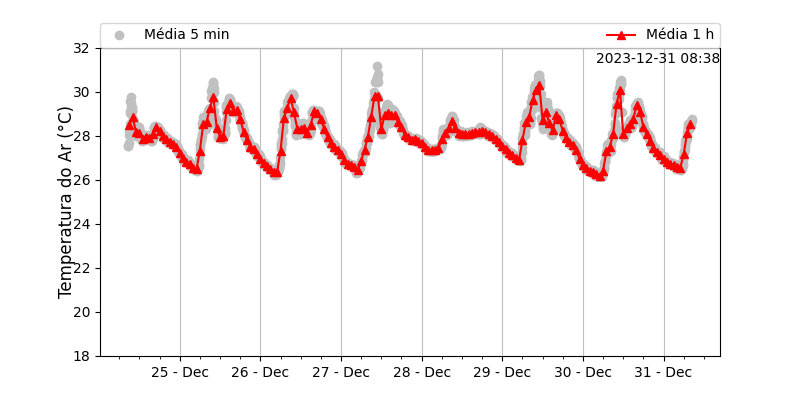 Média 5 min
Média 1 h
2023-12-31 08:38
Temperatura do Ar (°C)
32
30
28
26
24
22
20
18
25 - Dec
26 - Dec
27 - Dec
28 - Dec
29 - Dec
30 - Dec
31 - Dec